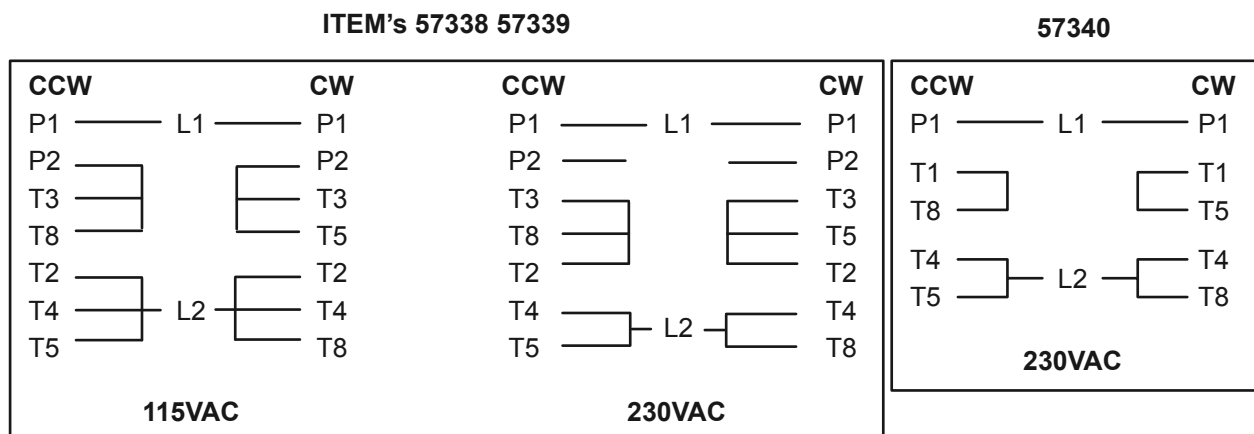 ITEM's 57338 57339
CCW CW CCW CW
P1 L1 P1 P1 L1 P1
P2 P2 P2 P2
T3 T3 T3 T3
T8 T5 T8 T5
T2 T2 T2 T2
T4 L2 T4 T4 L2 T4
T5 T8 T5 T8
115VAC 230VAC
57340
CCW CW
P1 L1 P1
T1 T1
T8 T5
T4 L2 T4
T5 T8
230VAC